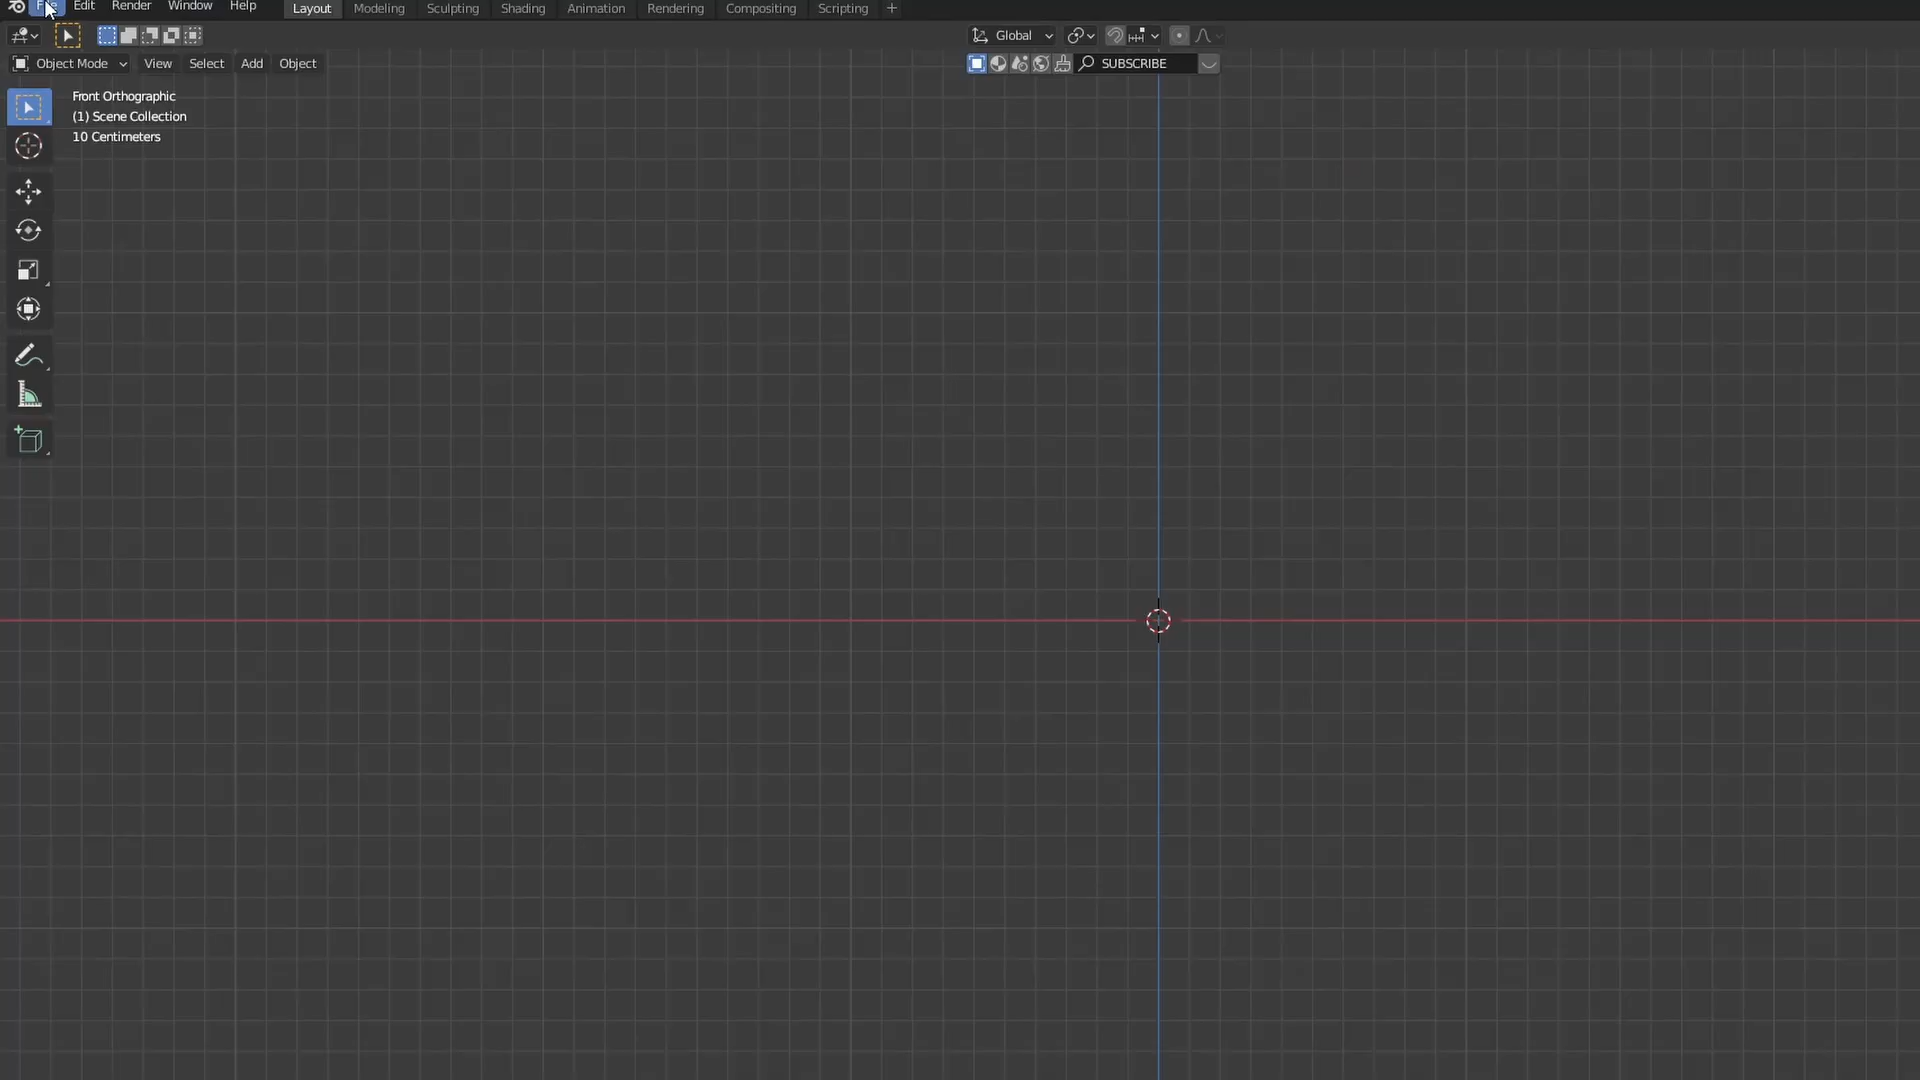 Edit Render Window Help Layout Modeling Sculpting Shading Animation Rendering Compositing Scripting +
Global
Object Mode View Select Add Object SUBSCRIBE
Front Orthographic
(1) Scene Collection
10 Centimeters